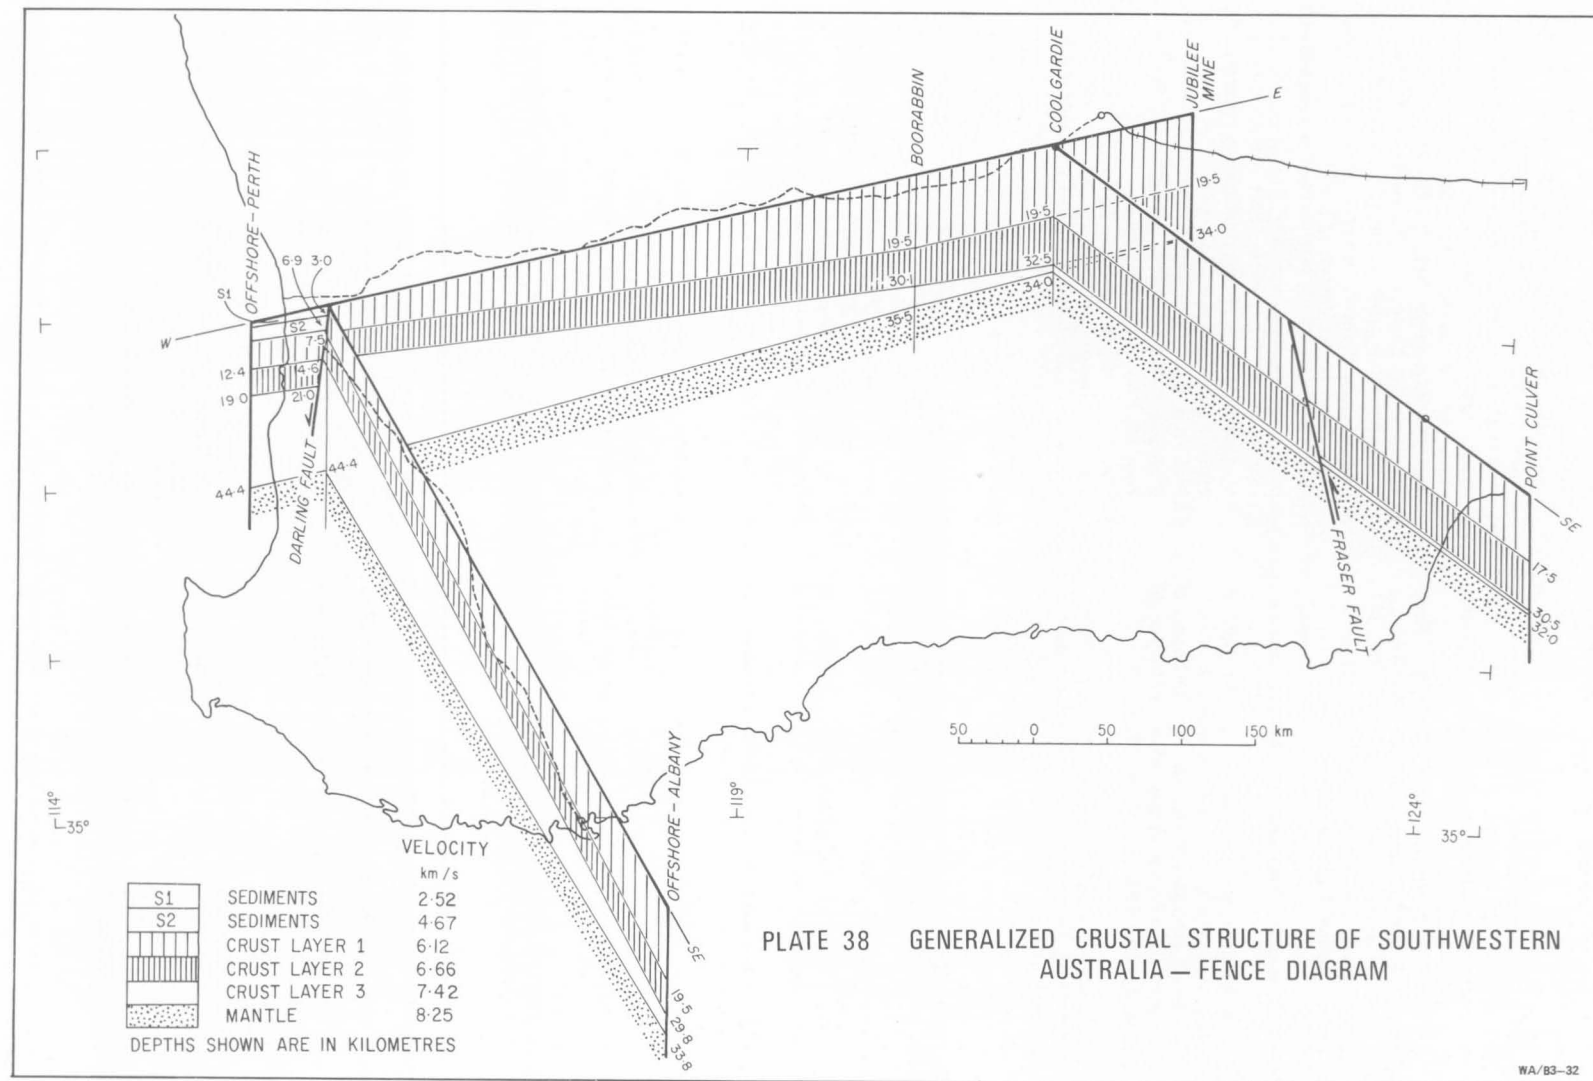 OFFSHORE–PERTH
BOORABBIN
COOLGARDIE
JUBILEE
MINE
E
W
S1
6·9 3·0
S2
7·5
12·4
14·6
19·0
21·0
44·4
44·4
DARLING FAULT
19·5
30·1
35·5
19·5
32·5
34·0
19·5
34·0
POINT CULVER
SE
17·5
30·5
32·0
FRASER FAULT
OFFSHORE – ALBANY
SE
19·5
29·8
33·8
50 0 50 100 150 km
114°
35°
119°
124°
35°
VELOCITY
km/s
S1 SEDIMENTS 2·52
S2 SEDIMENTS 4·67
CRUST LAYER 1 6·12
CRUST LAYER 2 6·66
CRUST LAYER 3 7·42
MANTLE 8·25
DEPTHS SHOWN ARE IN KILOMETRES
PLATE 38 GENERALIZED CRUSTAL STRUCTURE OF SOUTHWESTERN
AUSTRALIA — FENCE DIAGRAM
WA/B3–32